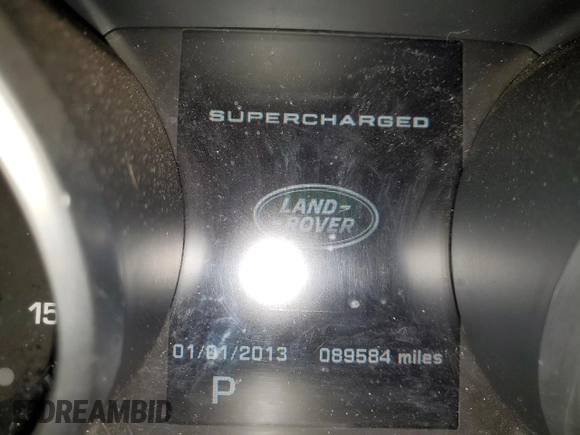 SUPERCHARGED
LAND-
ROVER
15
01/01/2013 089584 miles
P
DREAMBID